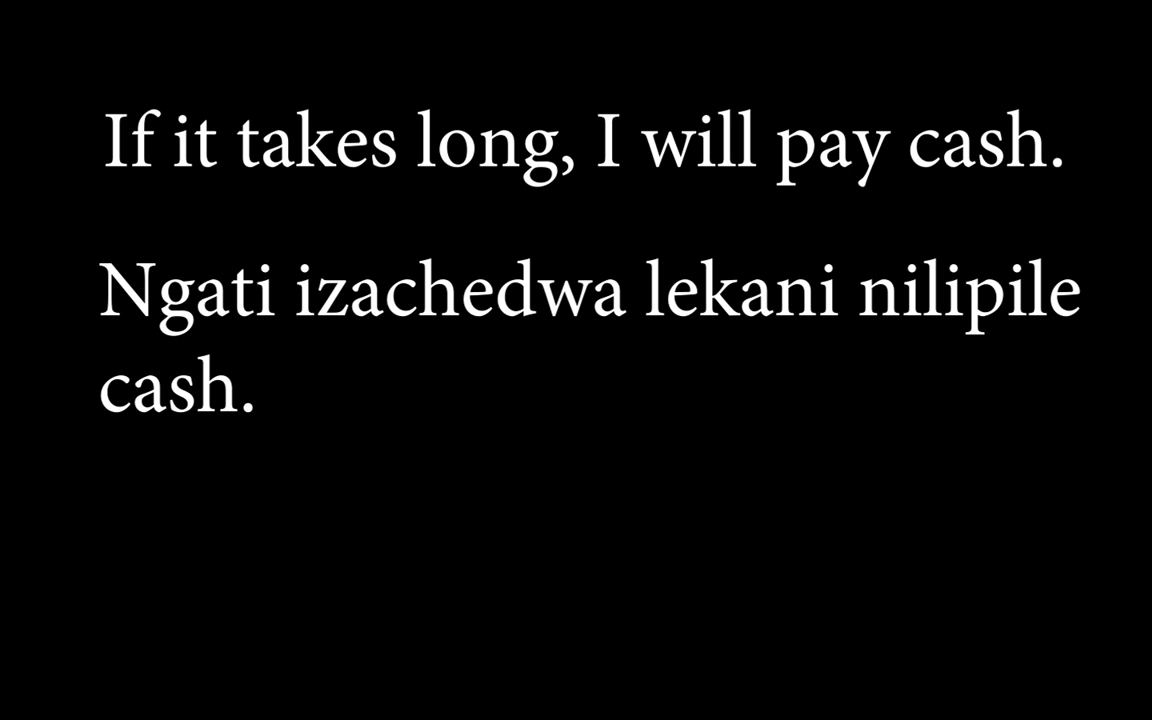 If it takes long, I will pay cash.
Ngati izachedwa lekani nilipile
cash.